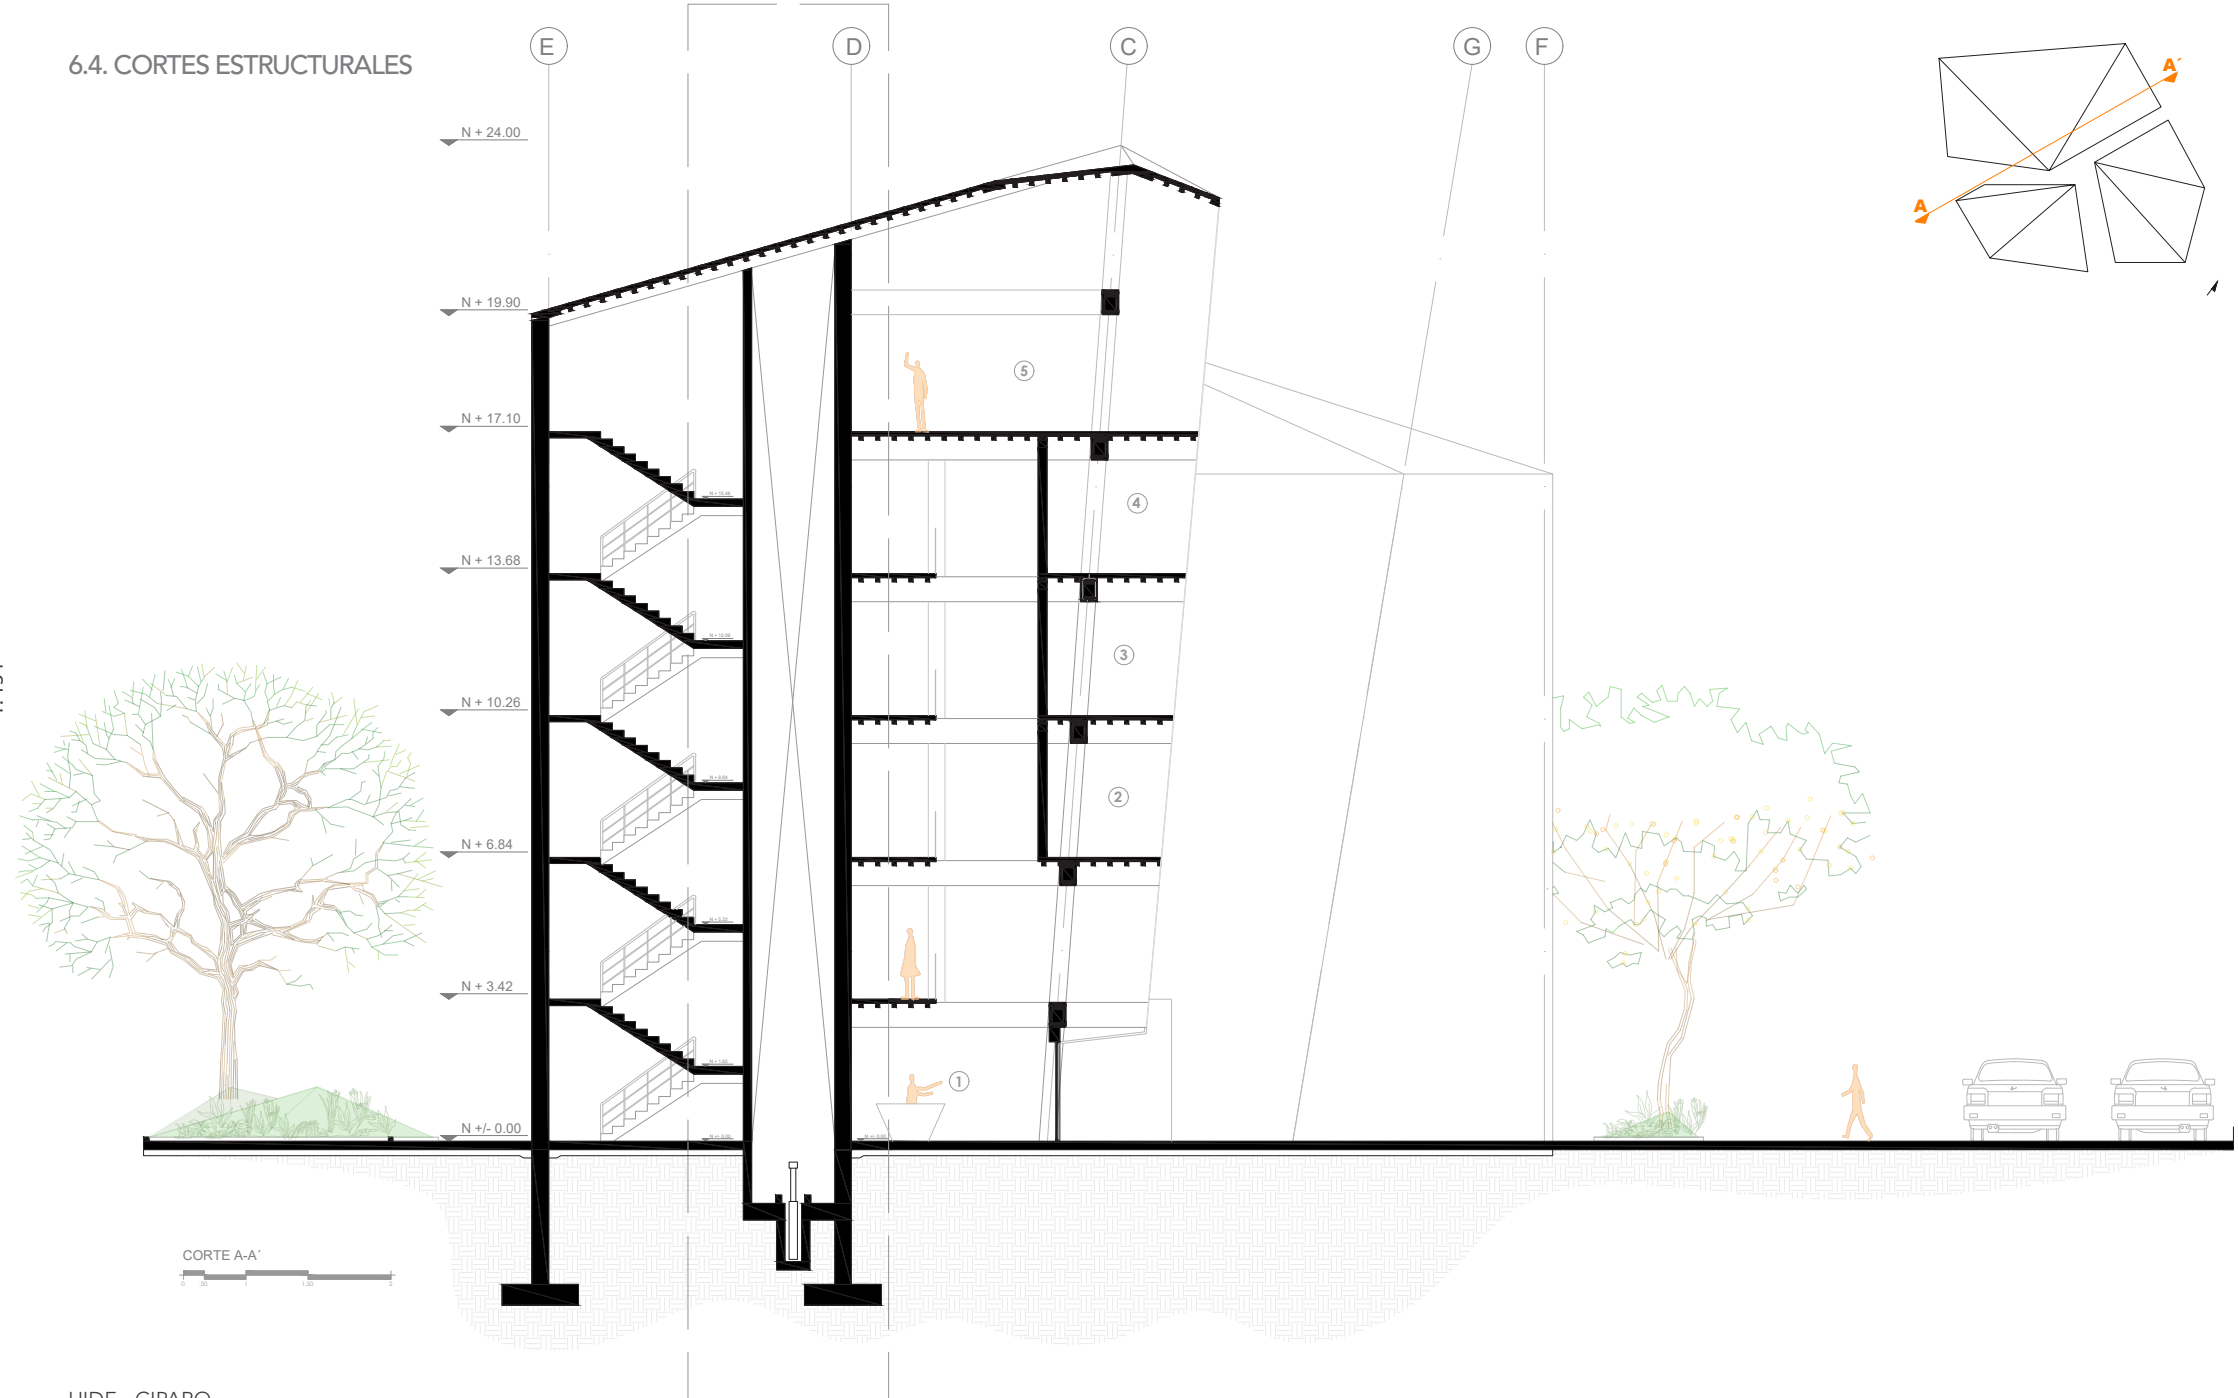 E
D
C
G
F
6.4. CORTES ESTRUCTURALES
A´
A
N + 24.00
N + 19.90
5
N + 17.10
4
N + 13.68
3
N + 10.26
2
N + 6.84
N + 3.42
1
N +/- 0.00
CORTE A-A´